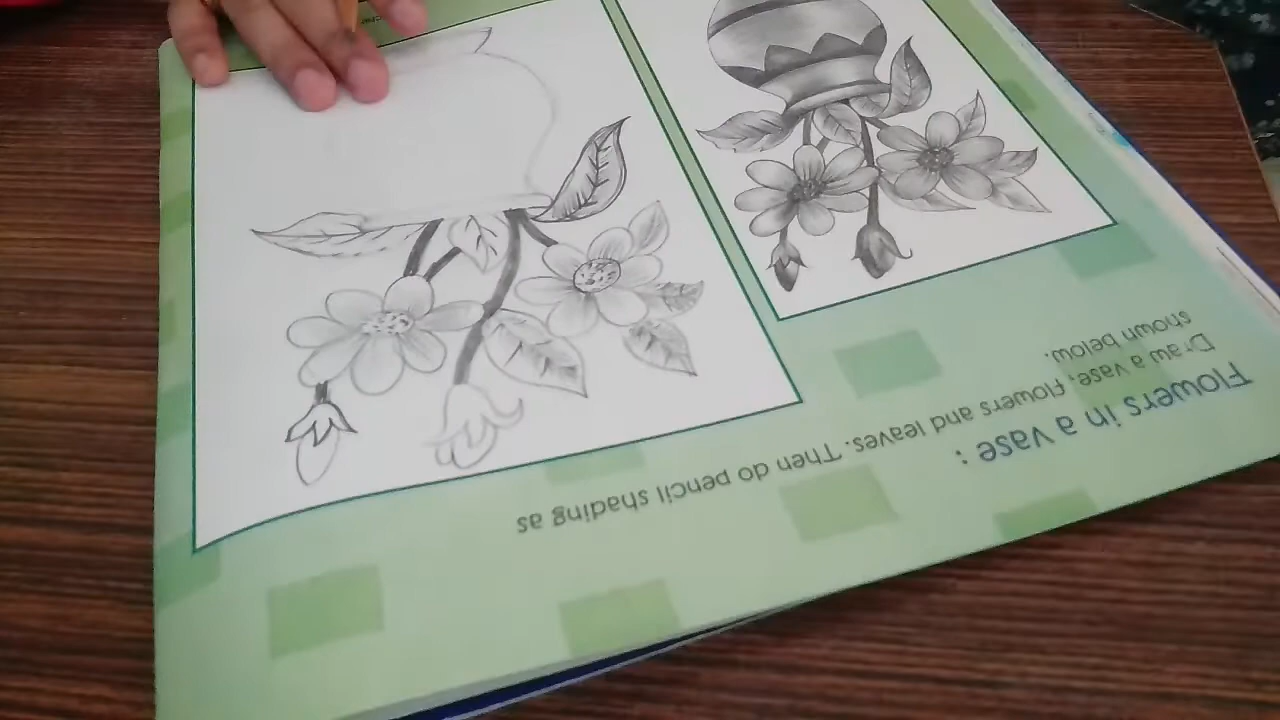 Flowers in a vase :
Draw a vase, flowers and leaves. Then do pencil shading as
shown below.